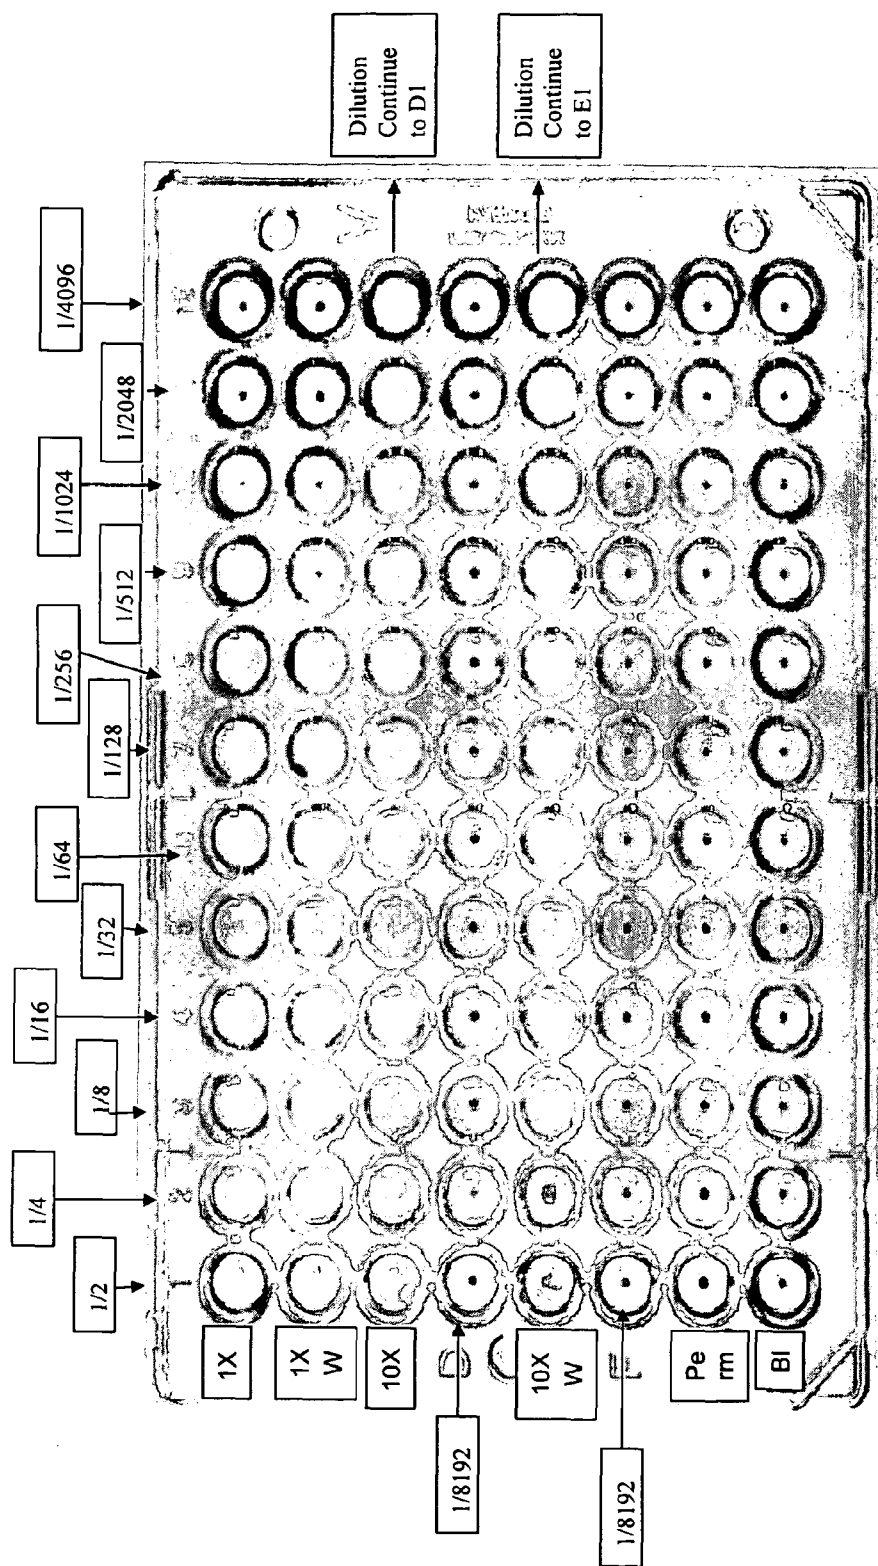 1/2
1/4
1/8
1/16
1/32
1/64
1/128
1/256
1/512
1/1024
1/2048
1/4096
1X
1X
W
10X
Dilution
Continue
to D1
1/8192
D
10X
W
Dilution
Continue
to E1
1/8192
Pe
rm
Bl